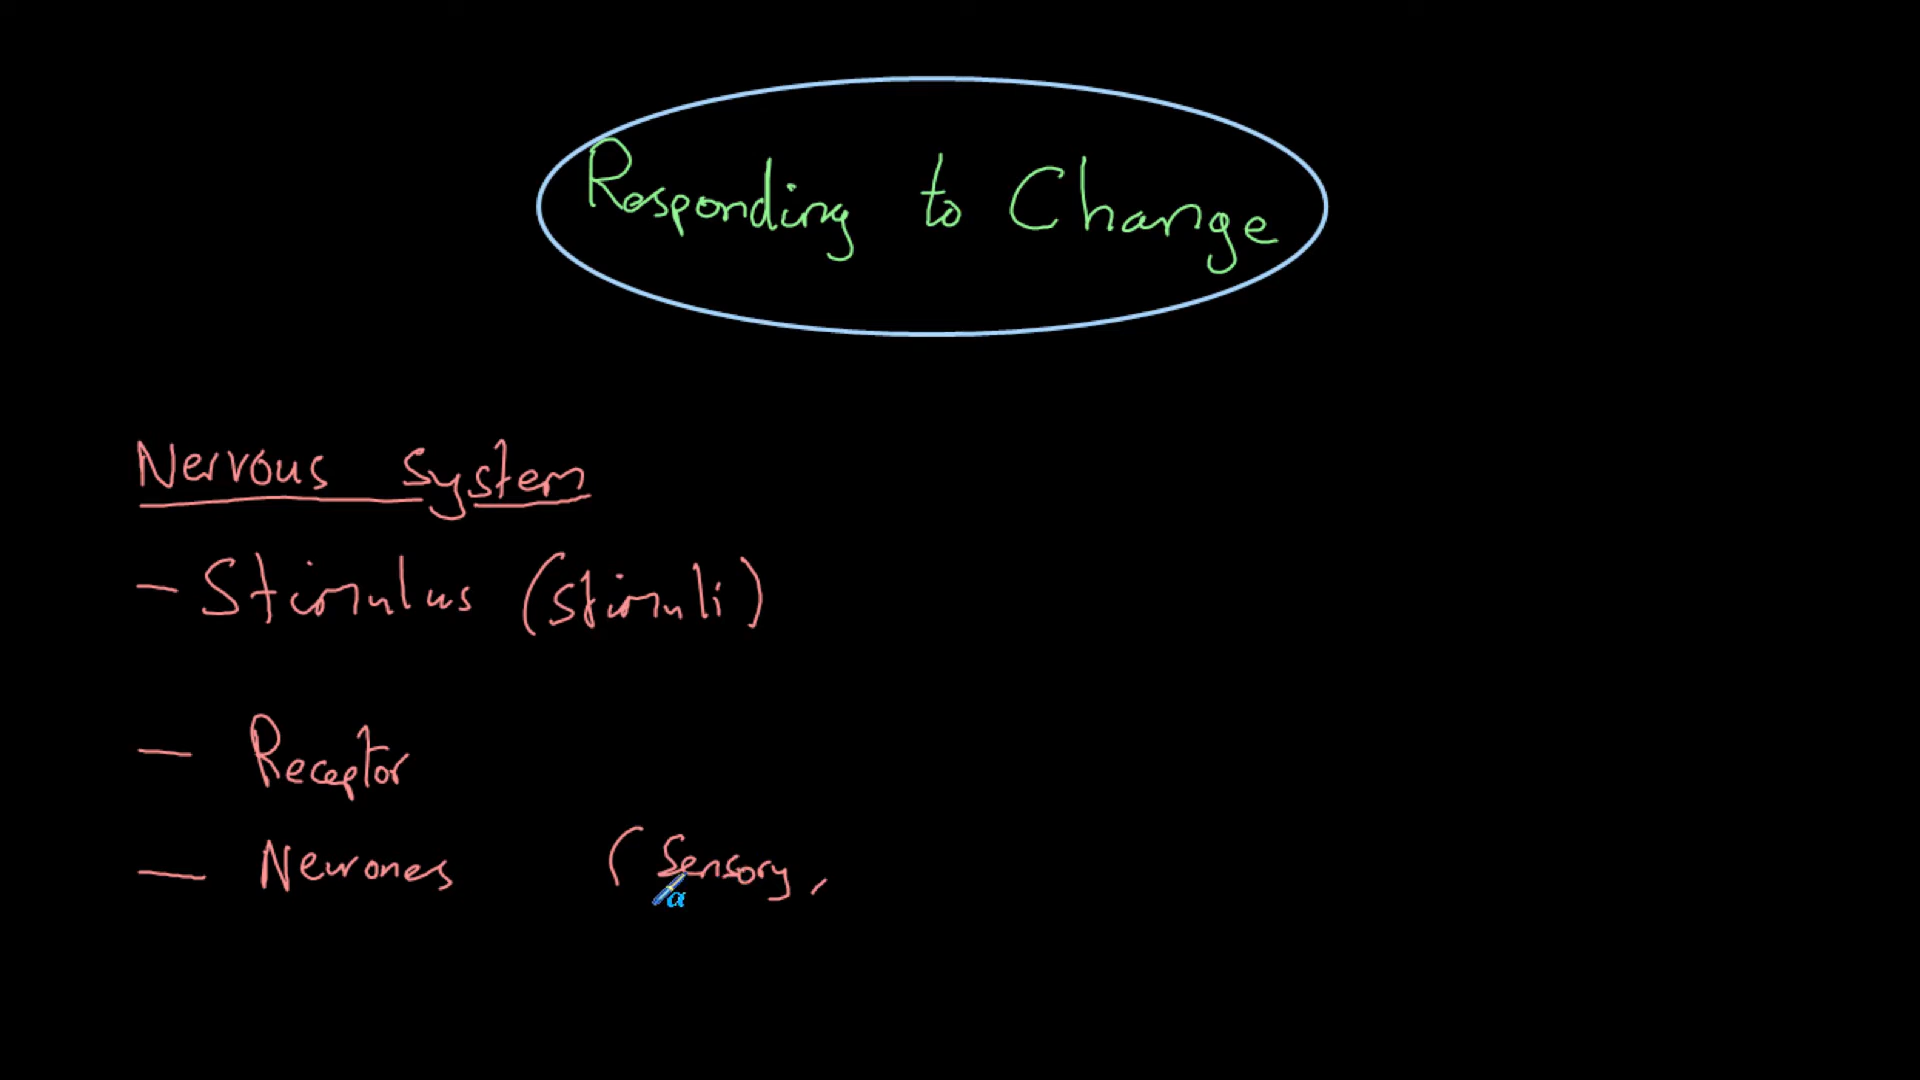 Responding to Change
Nervous system
- Stimulus (stimuli)
- Receptor
- Neurones (Sensory,